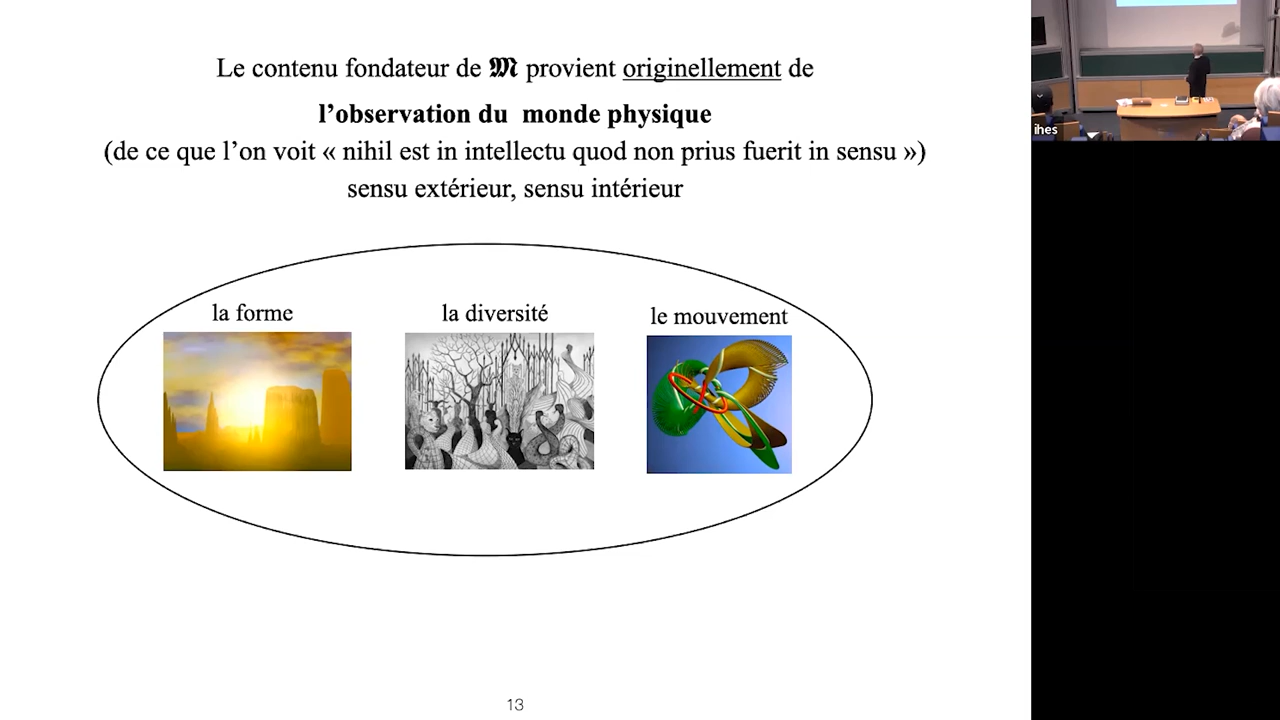 Le contenu fondateur de 𝕸 provient originellement de
l’observation du monde physique
(de ce que l’on voit « nihil est in intellectu quod non prius fuerit in sensu »)
sensu extérieur, sensu intérieur
la forme
la diversité
le mouvement
13
ihes